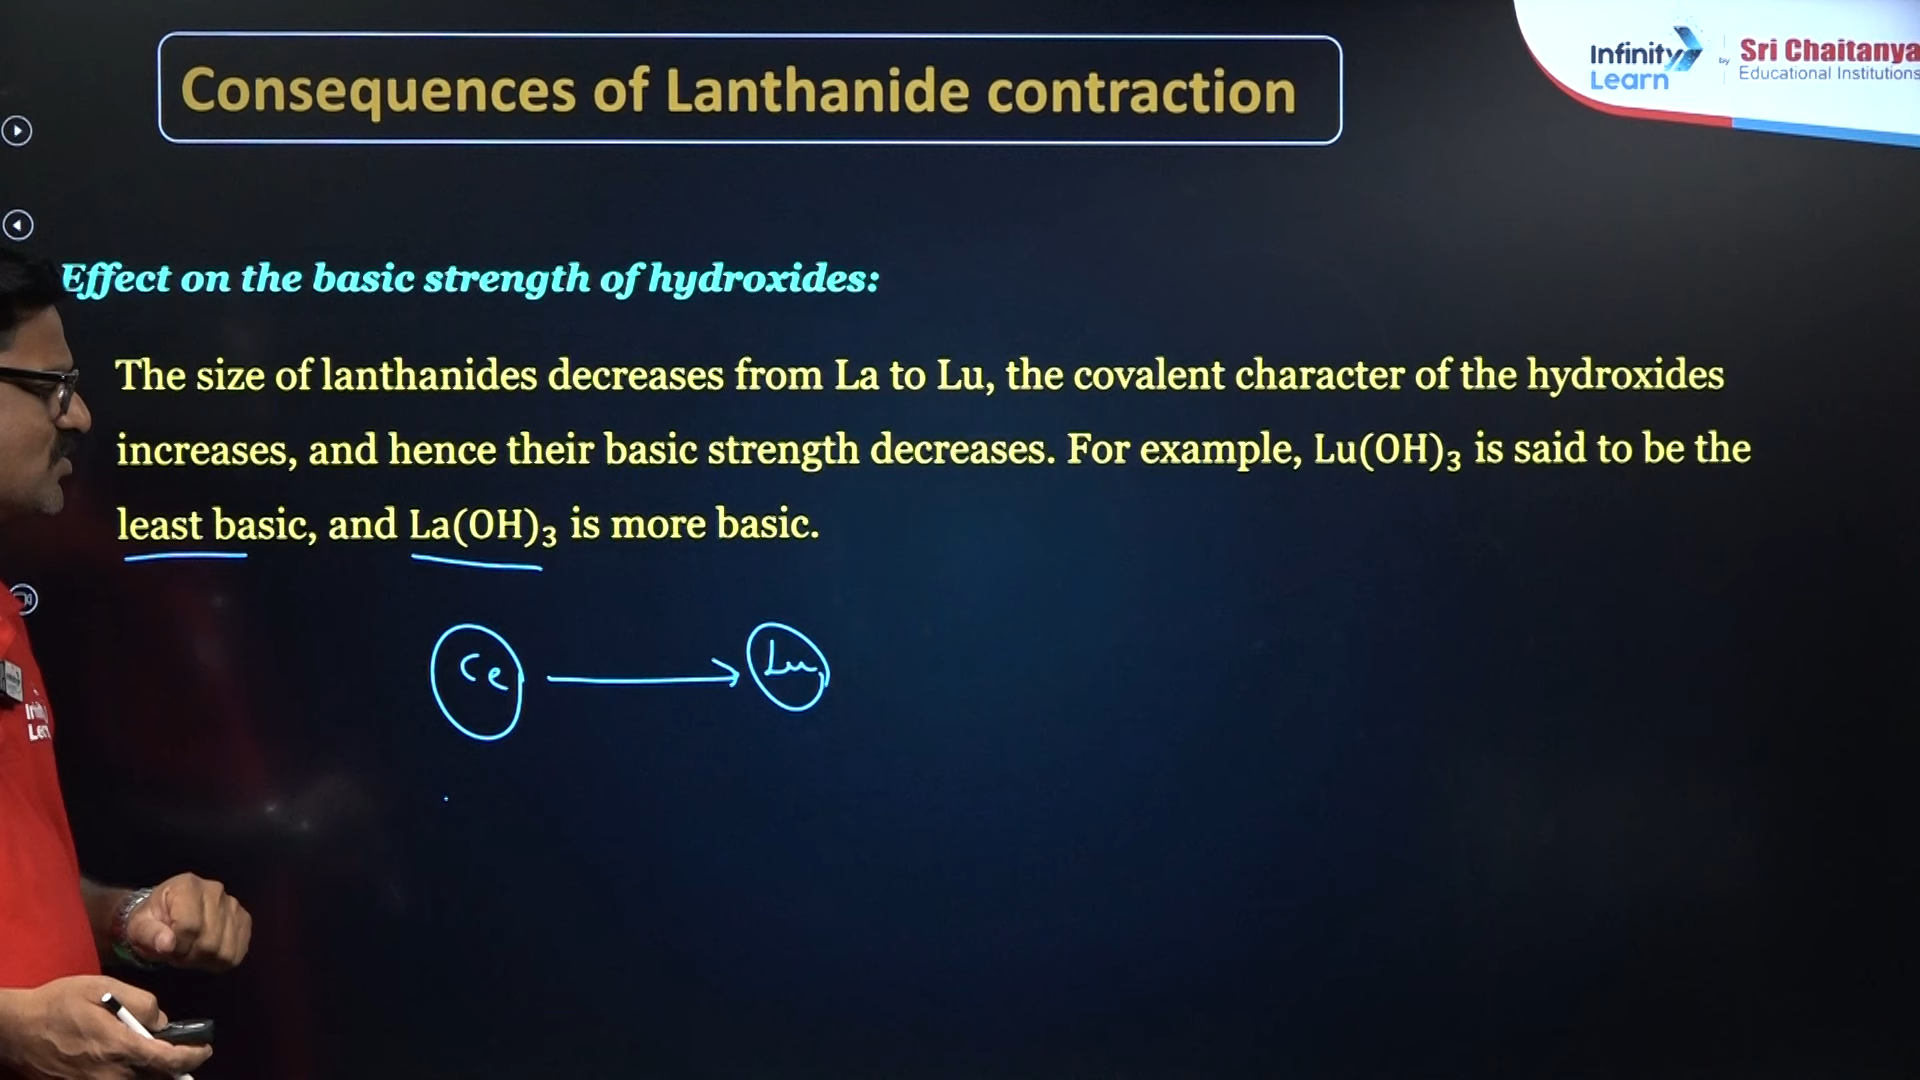 Consequences of Lanthanide contraction
Infinity Learn
by
Sri Chaitanya
Educational Institutions
Effect on the basic strength of hydroxides:
The size of lanthanides decreases from La to Lu, the covalent character of the hydroxides
increases, and hence their basic strength decreases. For example, Lu(OH)₃ is said to be the
least basic, and La(OH)₃ is more basic.
Ce
Lu